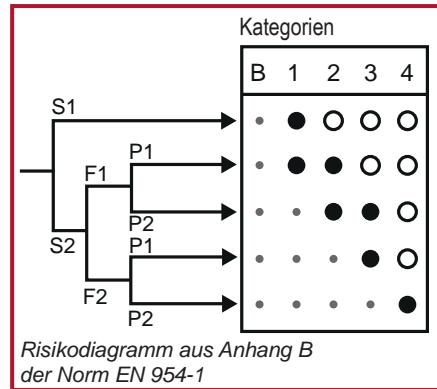 Kategorien
B 1 2 3 4
S1
P1
F1
P2
S2
P1
F2
P2
Risikodiagramm aus Anhang B
der Norm EN 954-1